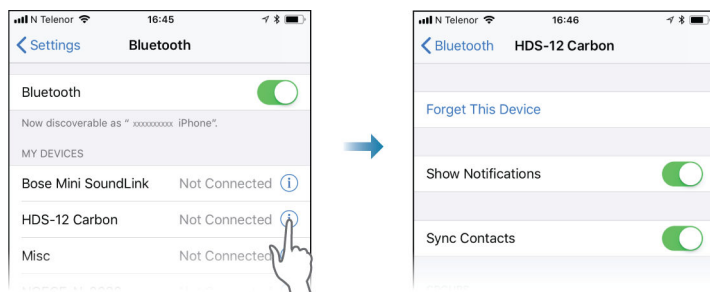 N Telenor 16:45
Settings Bluetooth
Bluetooth
Now discoverable as “ xxxxxxxxxx iPhone”.
MY DEVICES
Bose Mini SoundLink Not Connected i
HDS-12 Carbon Not Connected i
Misc Not Connected
N Telenor 16:46
Bluetooth HDS-12 Carbon
Forget This Device
Show Notifications
Sync Contacts